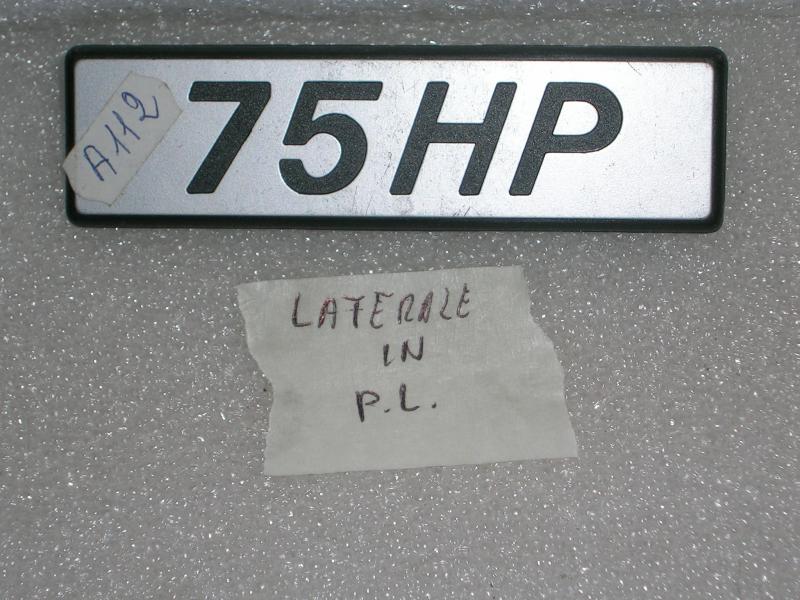 75HP
A112
LATERALE
IN
P.L.